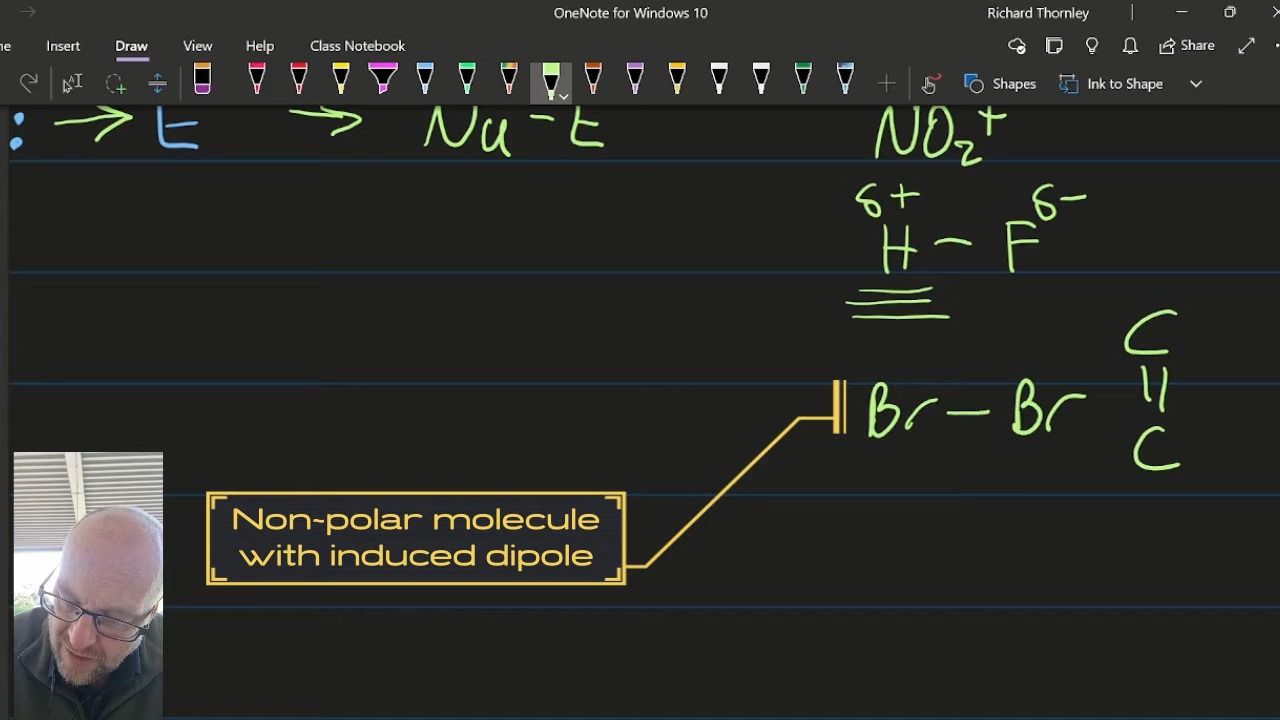 OneNote for Windows 10
Richard Thornley
Insert Draw View Help Class Notebook
Share
Shapes
Ink to Shape
: → E → Nu - E
NO₂⁺
δ+ δ-
H - F
C
Br - Br
C
Non-polar molecule
with induced dipole